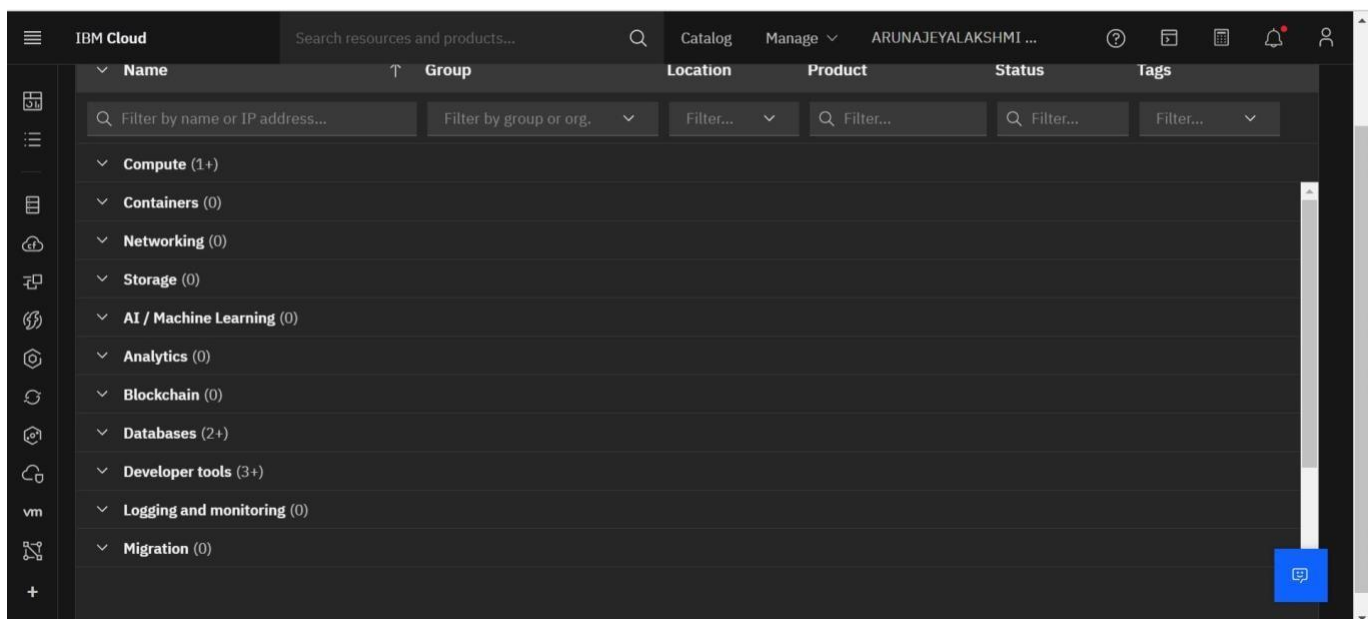 IBM Cloud Search resources and products... Catalog Manage ARUNAJEYALAKSHMI ...
Name Group Location Product Status Tags
Filter by name or IP address... Filter by group or org. Filter... Filter... Filter... Filter...
Compute (1+)
Containers (0)
Networking (0)
Storage (0)
AI / Machine Learning (0)
Analytics (0)
Blockchain (0)
Databases (2+)
Developer tools (3+)
Logging and monitoring (0)
vm
Migration (0)